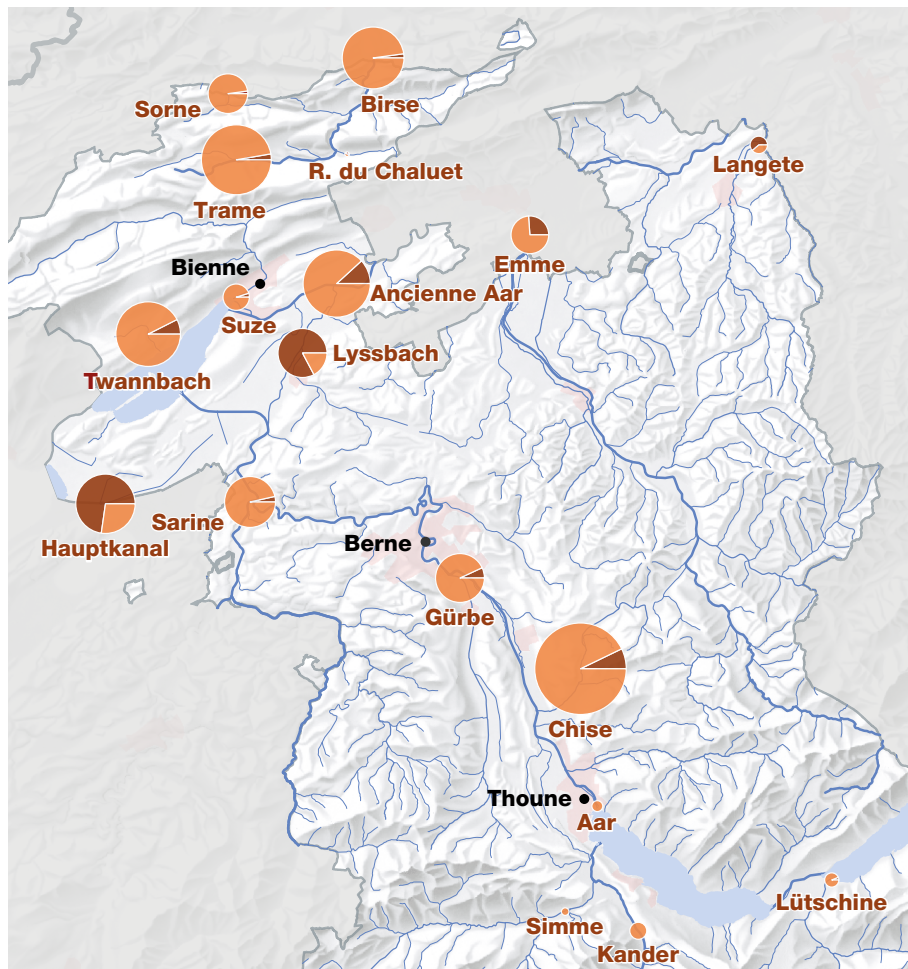 Birse
Sorne
Langete
R. du Chaluet
Trame
Emme
Bienne
Ancienne Aar
Suze
Lyssbach
Twannbach
Sarine
Berne
Hauptkanal
Gürbe
Chise
Thoune
Aar
Lütschine
Simme
Kander